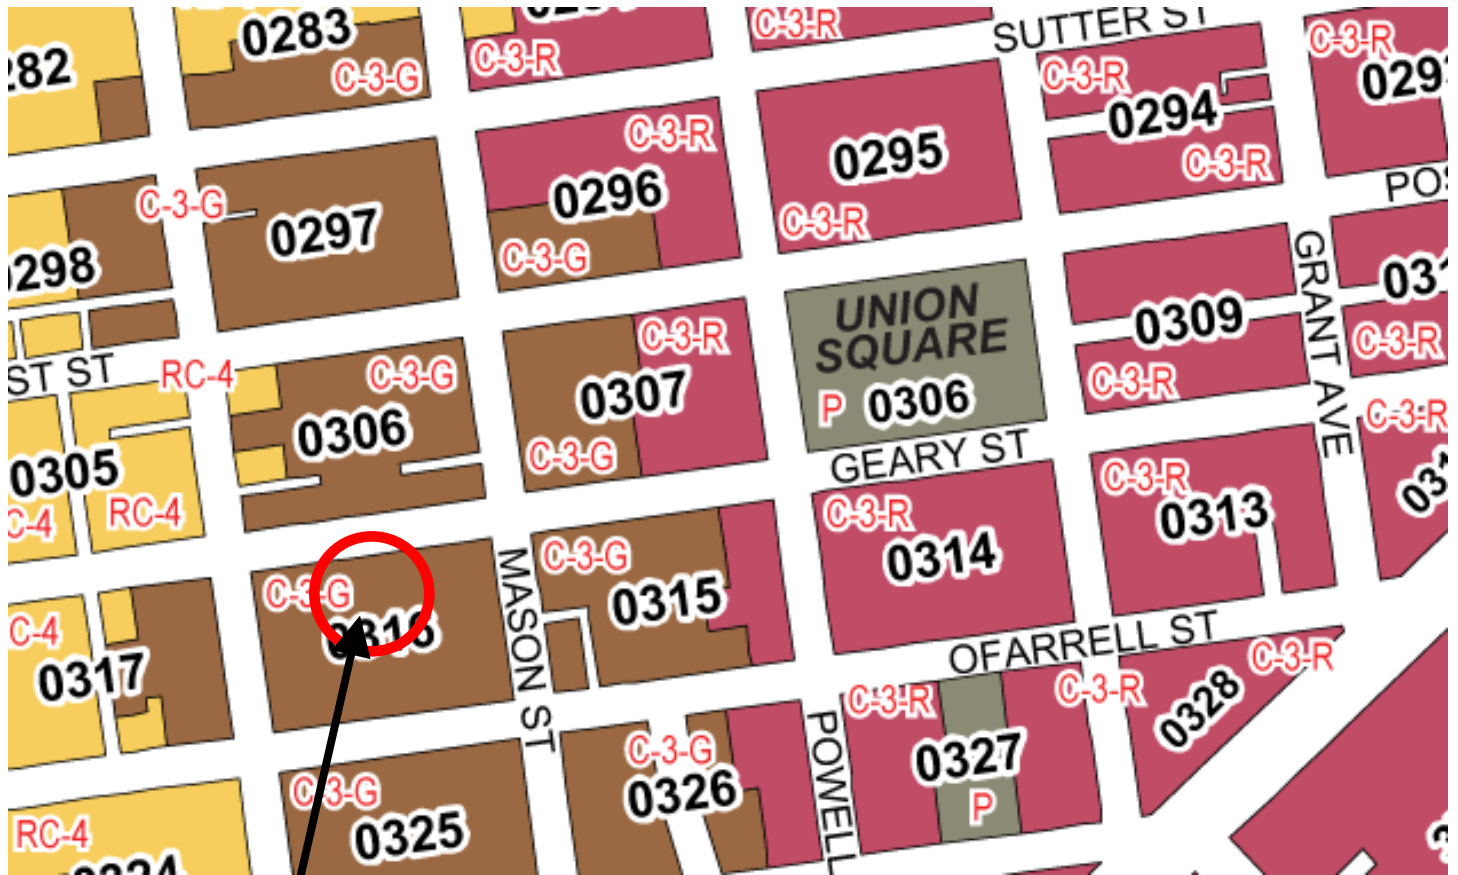 0283
C-3-G
C-3-R
C-3-R
SUTTER ST
C-3-R
C-3-R
0294
C-3-R
C-3-R
0296
C-3-G
0295
C-3-R
C-3-G
0297
UNION
SQUARE
P 0306
C-3-R
0307
C-3-G
0309
C-3-R
GRANT AVE
C-3-R
C-3-R
ST ST
RC-4
C-3-G
0306
0305
RC-4
GEARY ST
C-3-R
0314
C-3-R
0313
C-3-G
0316
MASON ST
C-3-G
0315
0317
OFARRELL ST
C-3-R
0327
P
C-3-R
C-3-R
0328
POWELL
C-3-G
0326
C-3-G
0325
RC-4